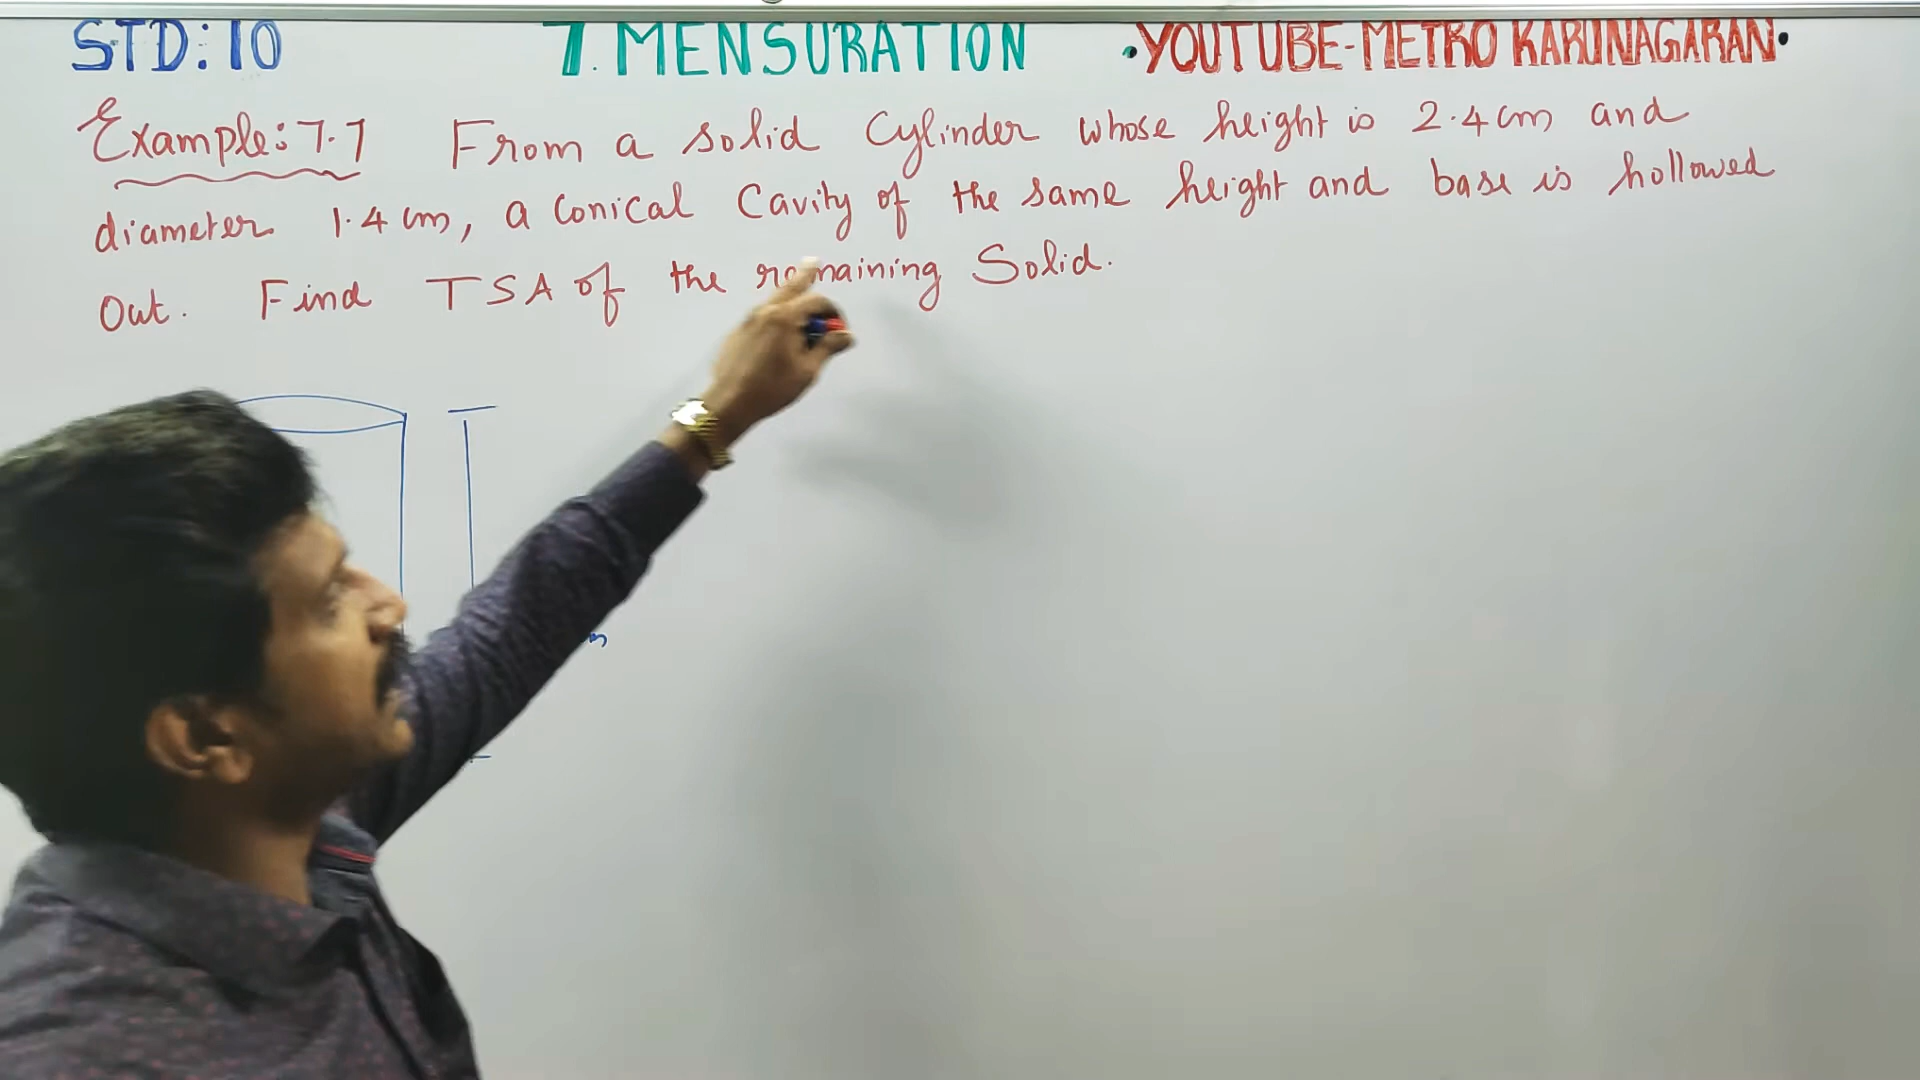 STD: 10 7. MENSURATION • YOUTUBE-METRO KARUNAGARAN •
Example: 7.7 From a solid Cylinder whose height is 2.4 cm and
diameter 1.4 cm, a Conical Cavity of the same height and base is hollowed
Out. Find TSA of the remaining Solid.